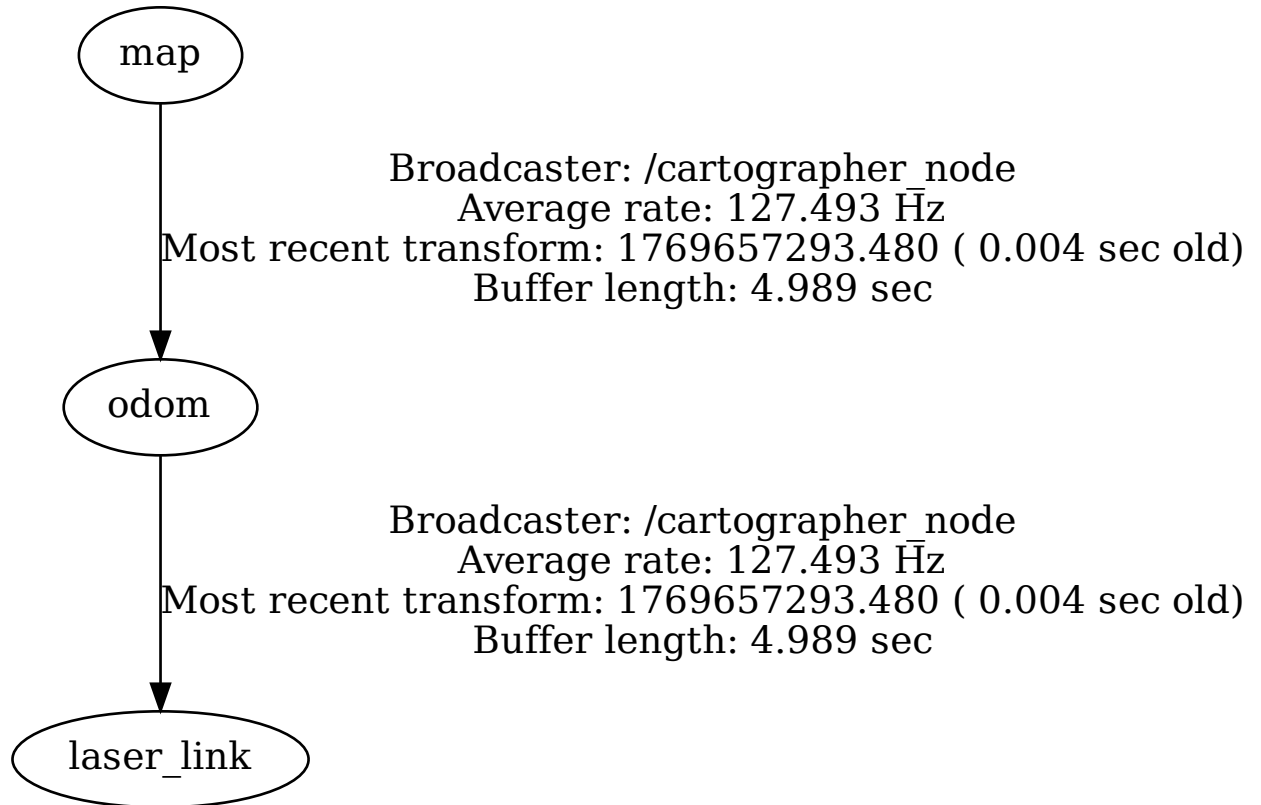 map
Broadcaster: /cartographer_node
Average rate: 127.493 Hz
Most recent transform: 1769657293.480 ( 0.004 sec old)
Buffer length: 4.989 sec
odom
Broadcaster: /cartographer_node
Average rate: 127.493 Hz
Most recent transform: 1769657293.480 ( 0.004 sec old)
Buffer length: 4.989 sec
laser_link